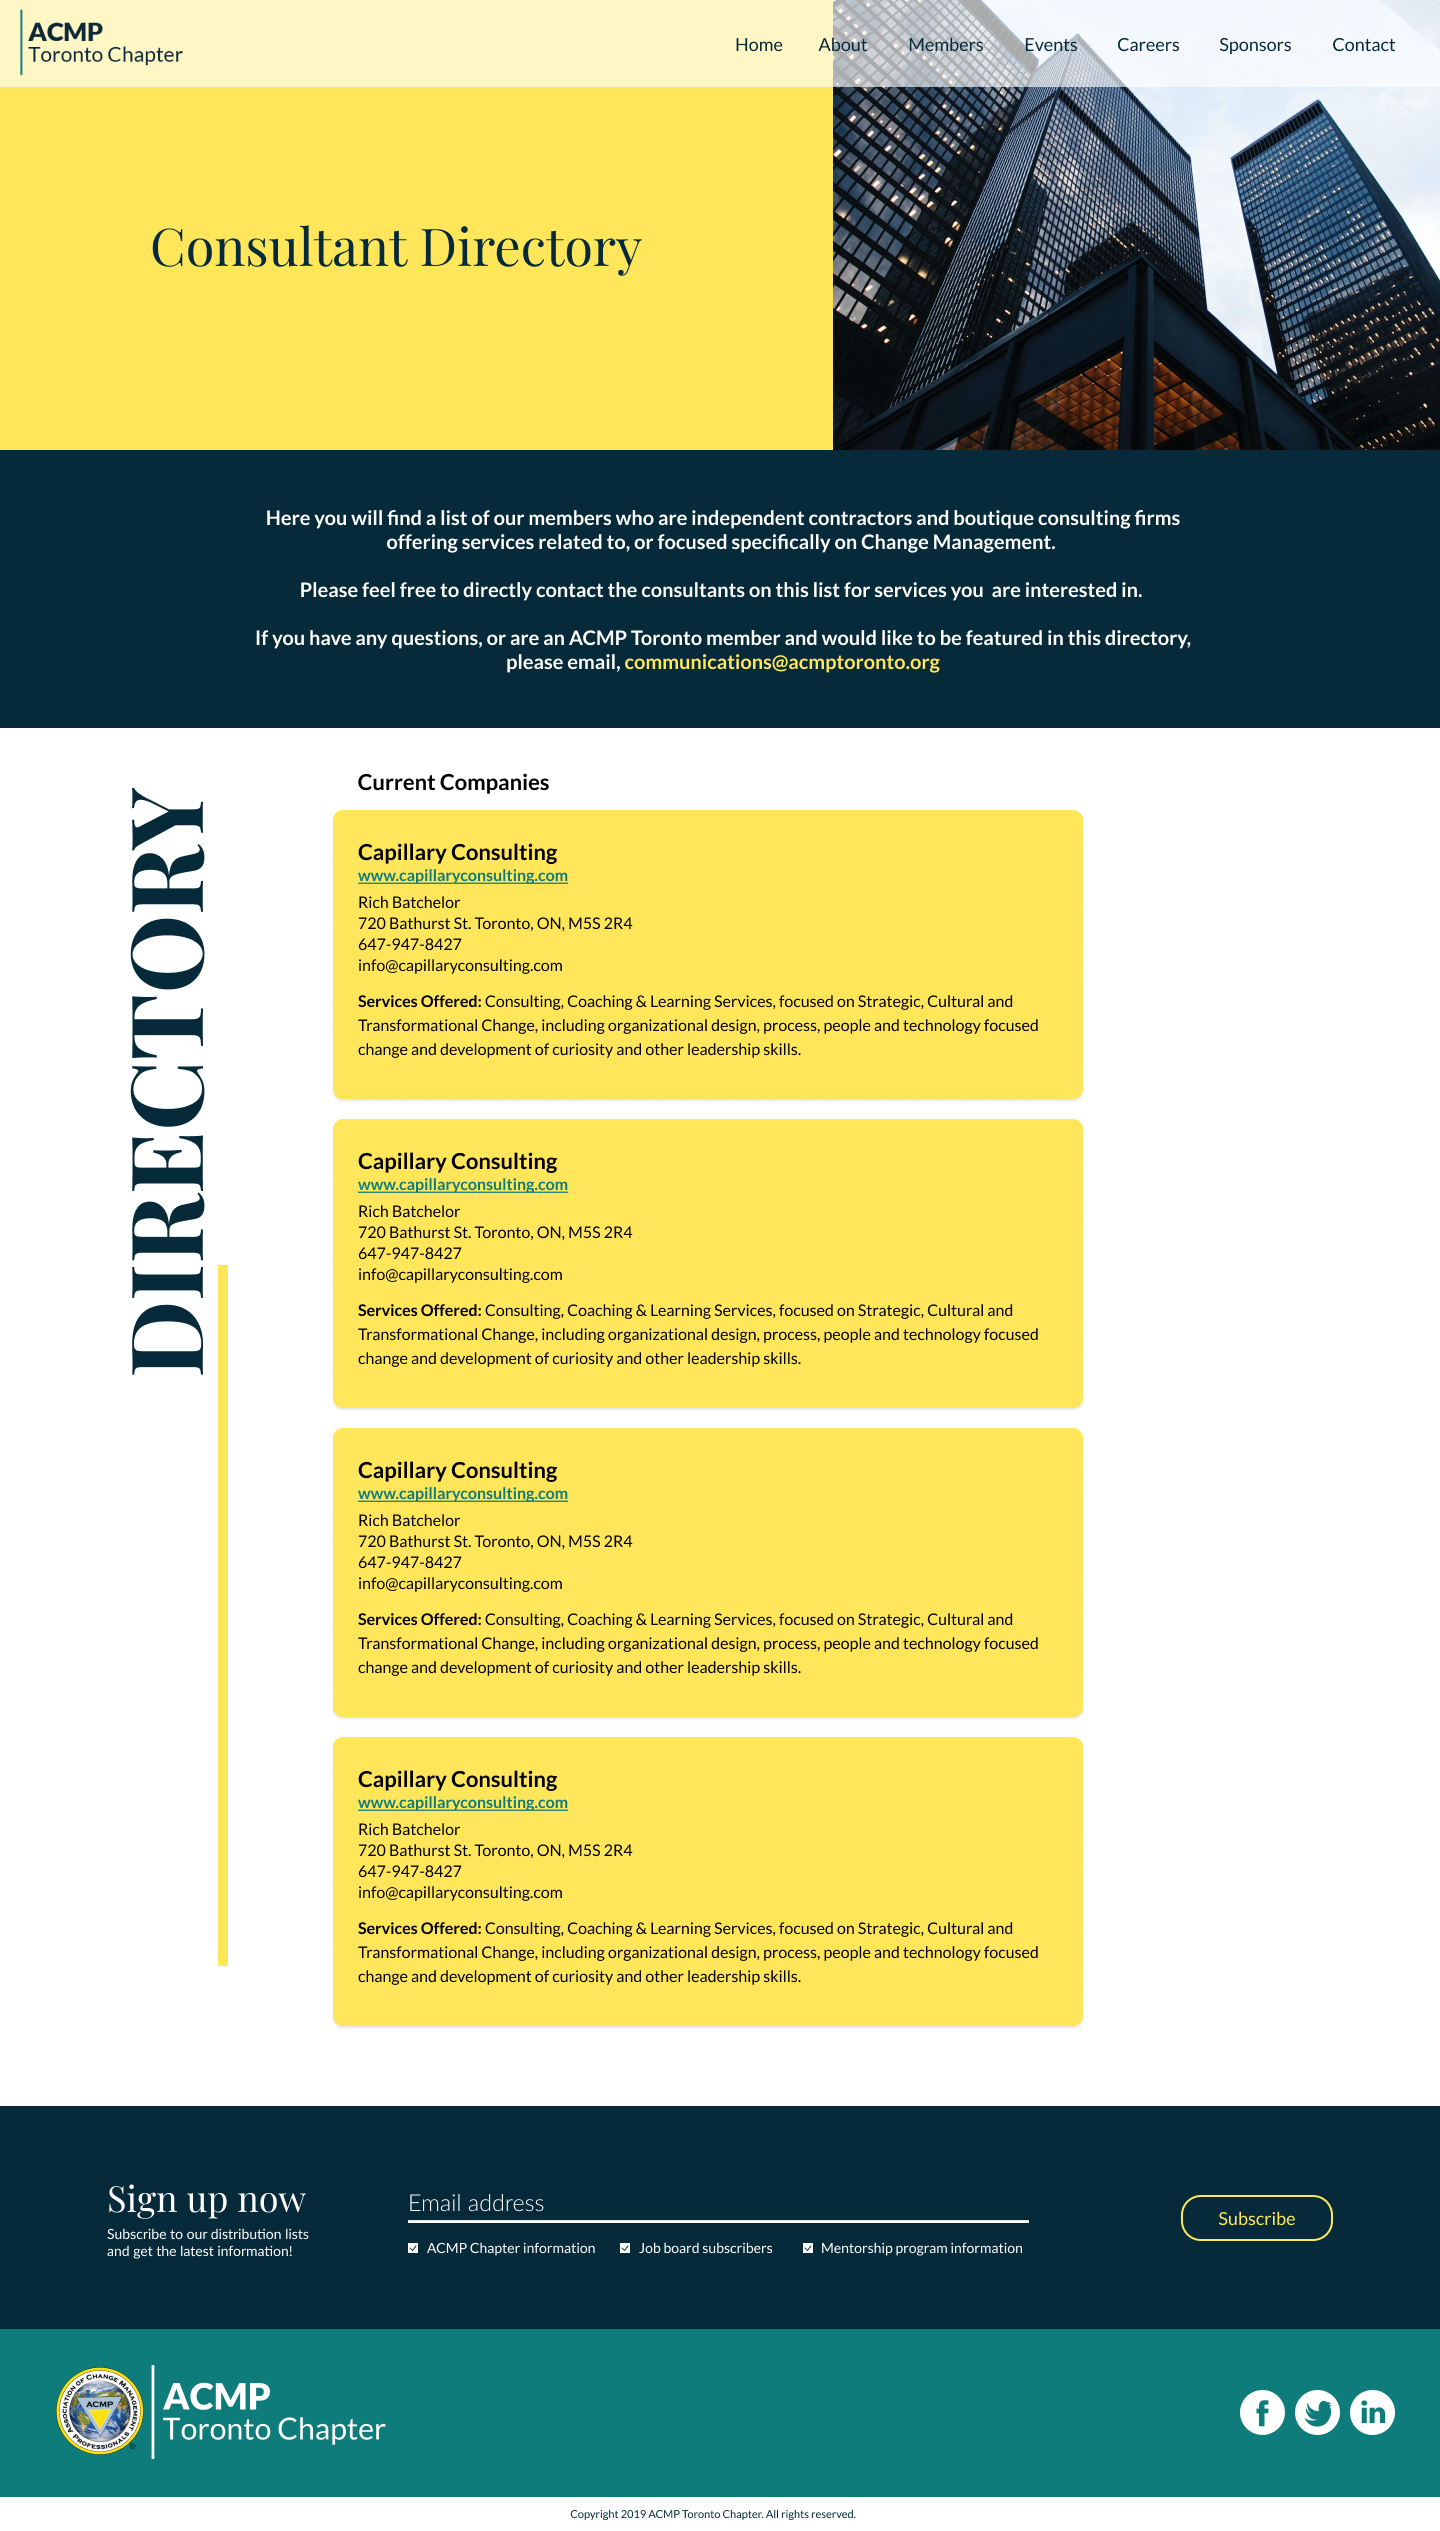 ACMP
Toronto Chapter
Home About Members Events Careers Sponsors Contact
Consultant Directory
Here you will find a list of our members who are independent contractors and boutique consulting firms
offering services related to, or focused specifically on Change Management.
Please feel free to directly contact the consultants on this list for services you  are interested in.
If you have any questions, or are an ACMP Toronto member and would like to be featured in this directory,
please email, communications@acmptoronto.org
DIRECTORY
Current Companies
Capillary Consulting
www.capillaryconsulting.com
Rich Batchelor
720 Bathurst St. Toronto, ON, M5S 2R4
647-947-8427
info@capillaryconsulting.com
Services Offered: Consulting, Coaching & Learning Services, focused on Strategic, Cultural and
Transformational Change, including organizational design, process, people and technology focused
change and development of curiosity and other leadership skills.
Capillary Consulting
www.capillaryconsulting.com
Rich Batchelor
720 Bathurst St. Toronto, ON, M5S 2R4
647-947-8427
info@capillaryconsulting.com
Services Offered: Consulting, Coaching & Learning Services, focused on Strategic, Cultural and
Transformational Change, including organizational design, process, people and technology focused
change and development of curiosity and other leadership skills.
Capillary Consulting
www.capillaryconsulting.com
Rich Batchelor
720 Bathurst St. Toronto, ON, M5S 2R4
647-947-8427
info@capillaryconsulting.com
Services Offered: Consulting, Coaching & Learning Services, focused on Strategic, Cultural and
Transformational Change, including organizational design, process, people and technology focused
change and development of curiosity and other leadership skills.
Capillary Consulting
www.capillaryconsulting.com
Rich Batchelor
720 Bathurst St. Toronto, ON, M5S 2R4
647-947-8427
info@capillaryconsulting.com
Services Offered: Consulting, Coaching & Learning Services, focused on Strategic, Cultural and
Transformational Change, including organizational design, process, people and technology focused
change and development of curiosity and other leadership skills.
Sign up now
Subscribe to our distribution lists
and get the latest information!
Email address
ACMP Chapter information Job board subscribers Mentorship program information
Subscribe
ASSOCIATION OF CHANGE MANAGEMENT PROFESSIONALS
ACMP
®
ACMP
Toronto Chapter
f
in
Copyright 2019 ACMP Toronto Chapter. All rights reserved.